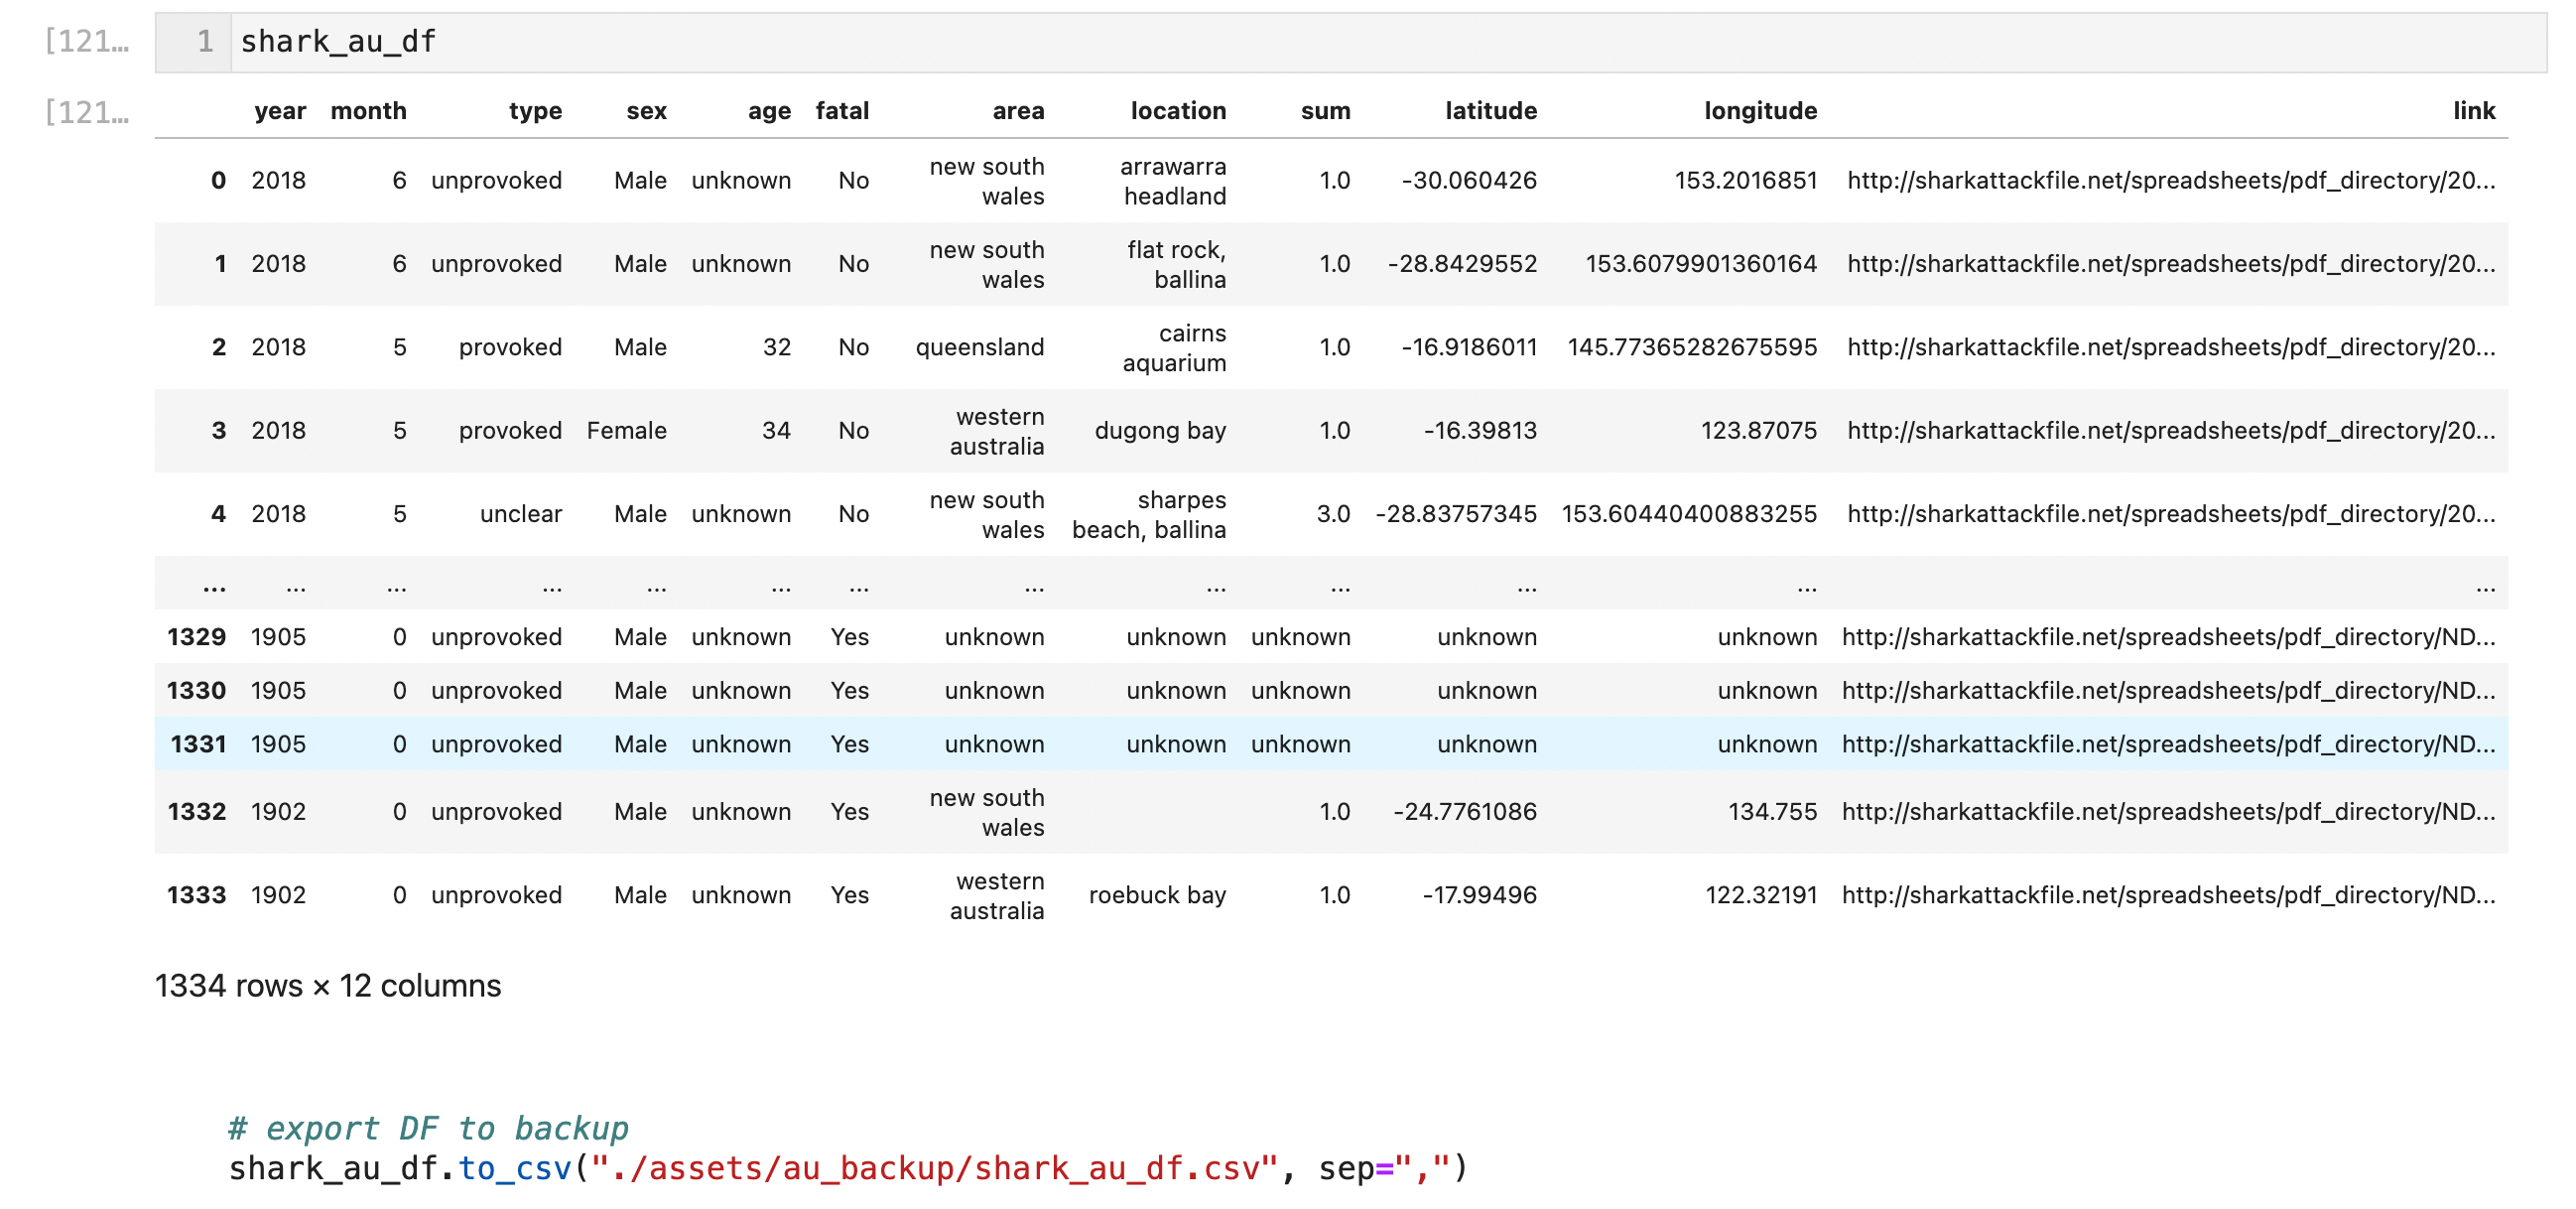 [121... 1 shark_au_df
[121... year month type sex age fatal area location sum latitude longitude link
0 2018 6 unprovoked Male unknown No new south wales arrawarra headland 1.0 -30.060426 153.2016851 http://sharkattackfile.net/spreadsheets/pdf_directory/20...
1 2018 6 unprovoked Male unknown No new south wales flat rock, ballina 1.0 -28.8429552 153.6079901360164 http://sharkattackfile.net/spreadsheets/pdf_directory/20...
2 2018 5 provoked Male 32 No queensland cairns aquarium 1.0 -16.9186011 145.77365282675595 http://sharkattackfile.net/spreadsheets/pdf_directory/20...
3 2018 5 provoked Female 34 No western australia dugong bay 1.0 -16.39813 123.87075 http://sharkattackfile.net/spreadsheets/pdf_directory/20...
4 2018 5 unclear Male unknown No new south wales sharpes beach, ballina 3.0 -28.83757345 153.60440400883255 http://sharkattackfile.net/spreadsheets/pdf_directory/20...
... ... ... ... ... ... ... ... ... ... ... ... ...
1329 1905 0 unprovoked Male unknown Yes unknown unknown unknown unknown unknown http://sharkattackfile.net/spreadsheets/pdf_directory/ND...
1330 1905 0 unprovoked Male unknown Yes unknown unknown unknown unknown unknown http://sharkattackfile.net/spreadsheets/pdf_directory/ND...
1331 1905 0 unprovoked Male unknown Yes unknown unknown unknown unknown unknown http://sharkattackfile.net/spreadsheets/pdf_directory/ND...
1332 1902 0 unprovoked Male unknown Yes new south wales 1.0 -24.7761086 134.755 http://sharkattackfile.net/spreadsheets/pdf_directory/ND...
1333 1902 0 unprovoked Male unknown Yes western australia roebuck bay 1.0 -17.99496 122.32191 http://sharkattackfile.net/spreadsheets/pdf_directory/ND...
1334 rows × 12 columns
# export DF to backup
shark_au_df.to_csv("./assets/au_backup/shark_au_df.csv", sep=",")